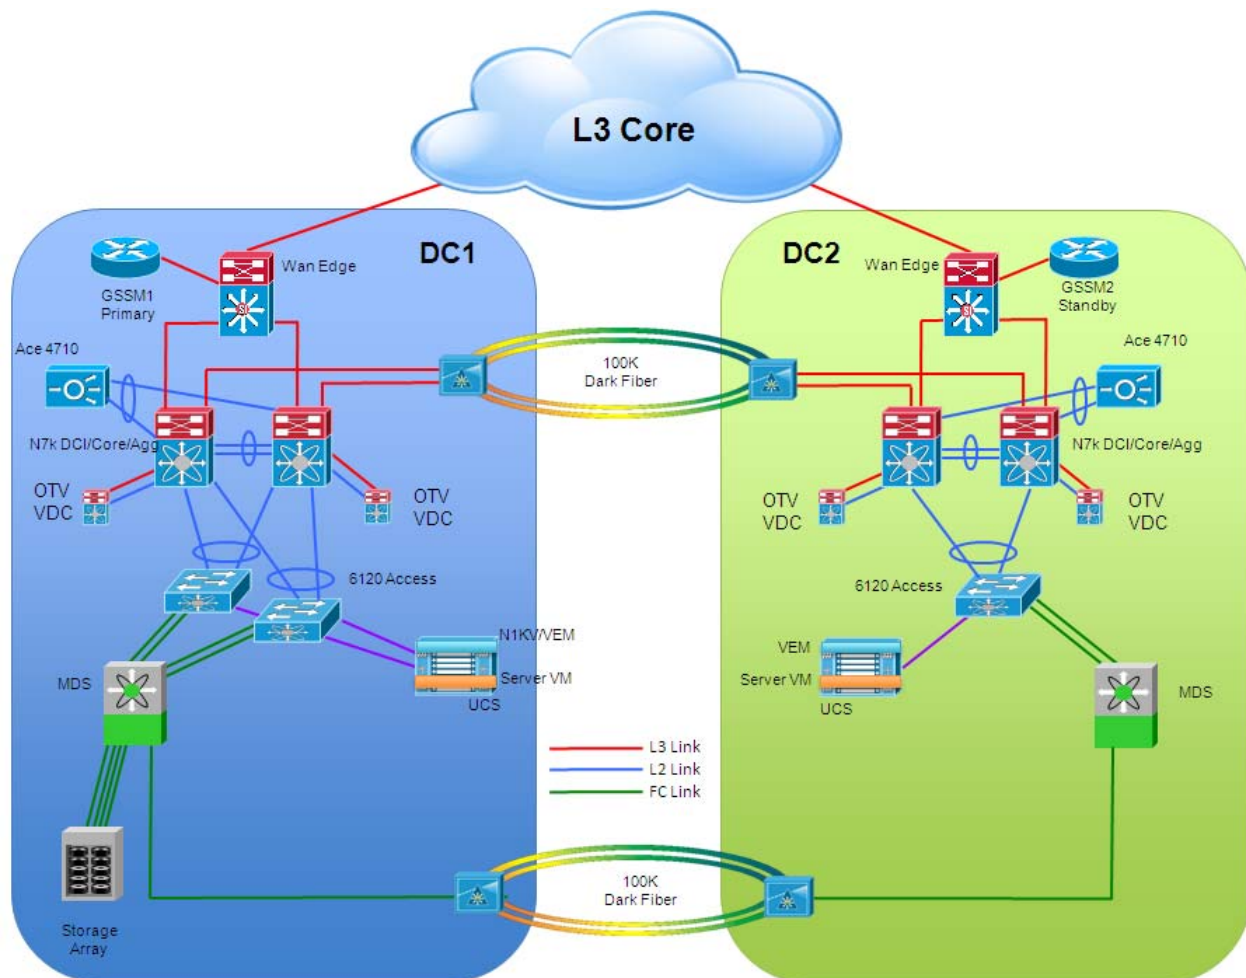 L3 Core
DC1
DC2
Wan Edge
Wan Edge
GSSM1
Primary
GSSM2
Standby
Ace 4710
100K
Dark Fiber
Ace 4710
N7k DCI/Core/Agg
N7k DCI/Core/Agg
OTV
VDC
OTV
VDC
OTV
VDC
OTV
VDC
6120 Access
6120 Access
N1KV/VEM
Server VM
UCS
VEM
Server VM
UCS
MDS
MDS
L3 Link
L2 Link
FC Link
100K
Dark Fiber
Storage
Array